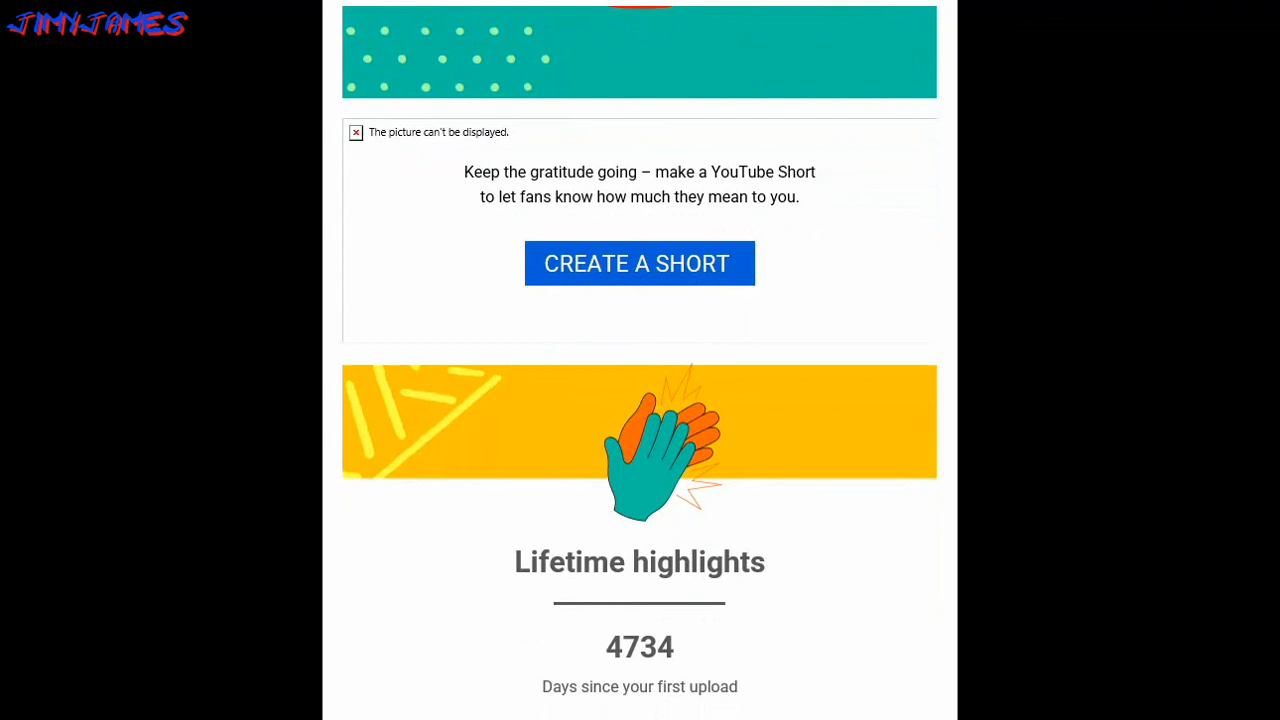 JIMYJAMES
The picture can't be displayed.
Keep the gratitude going – make a YouTube Short
to let fans know how much they mean to you.
CREATE A SHORT
Lifetime highlights
4734
Days since your first upload